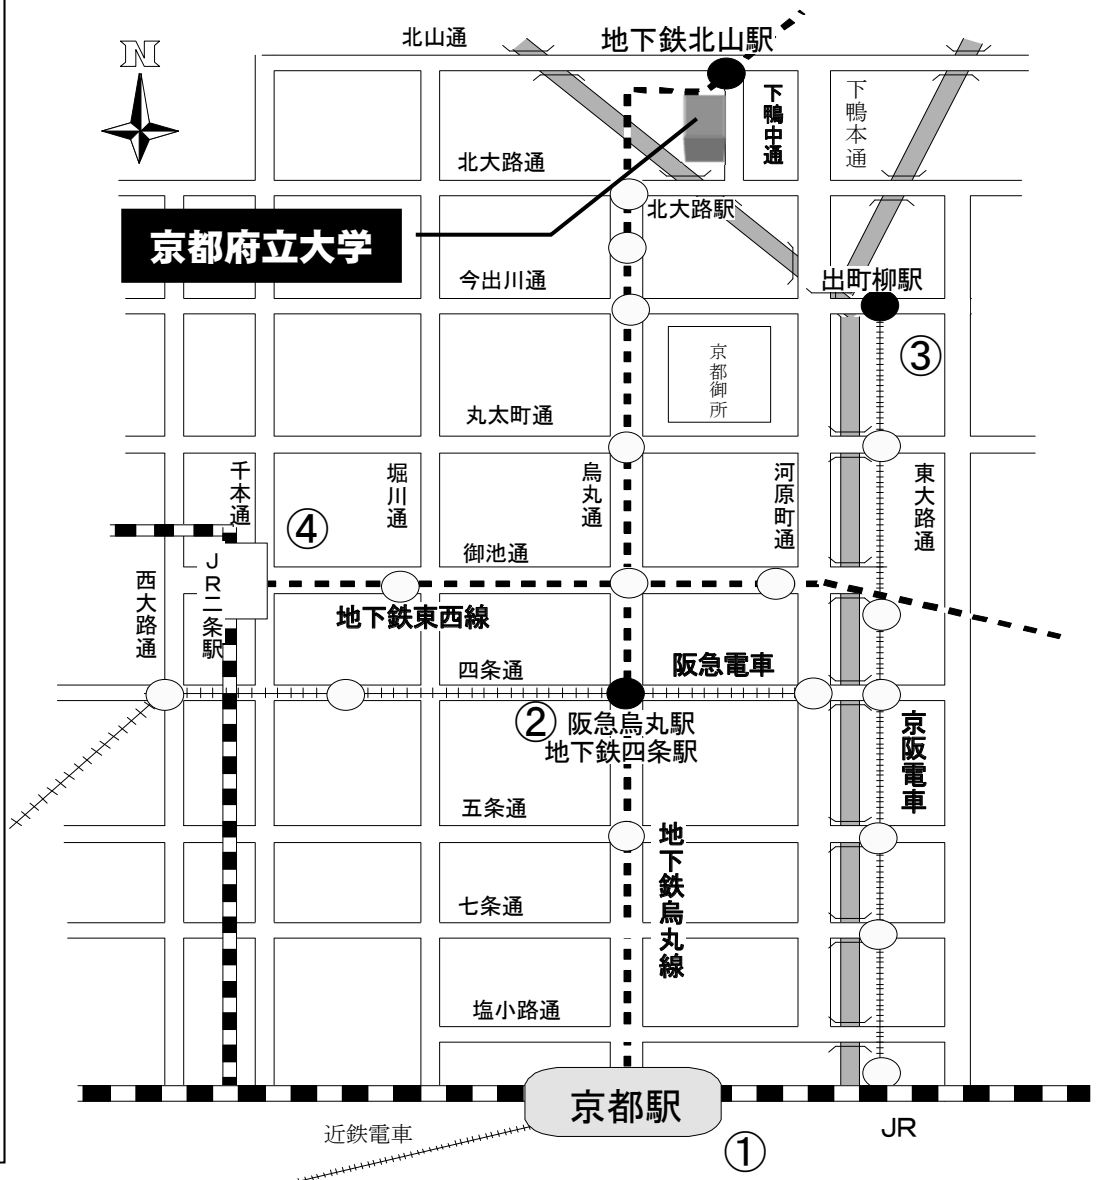 北山通
地下鉄北山駅
N
下鴨中通
下鴨本通
北大路通
北大路駅
京都府立大学
今出川通
出町柳駅
③
京都御所
丸太町通
千本通
堀川通
烏丸通
河原町通
東大路通
④
御池通
西大路通
JR二条駅
地下鉄東西線
四条通
阪急電車
②
阪急烏丸駅
地下鉄四条駅
京阪電車
五条通
地下鉄烏丸線
七条通
塩小路通
京都駅
近鉄電車
①
JR